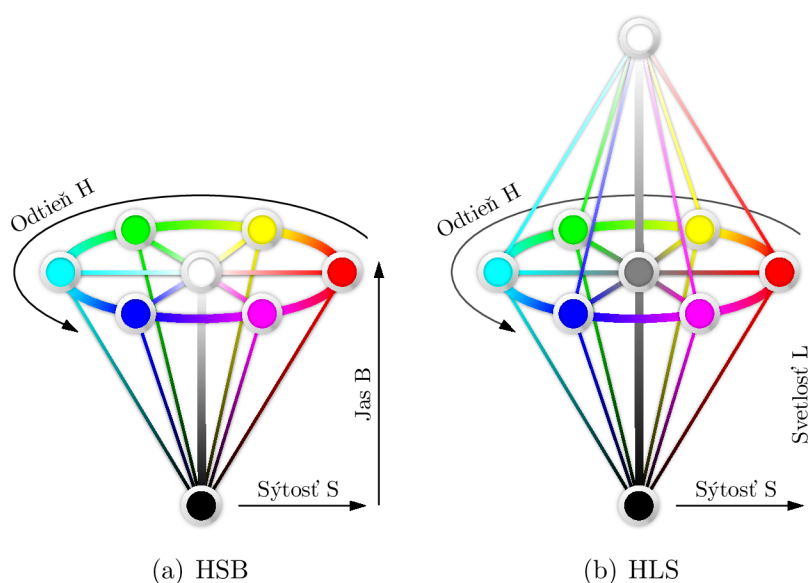 Odtieň H
Jas B
Sýtosť S
(a) HSB
Odtieň H
Svetlosť L
Sýtosť S
(b) HLS